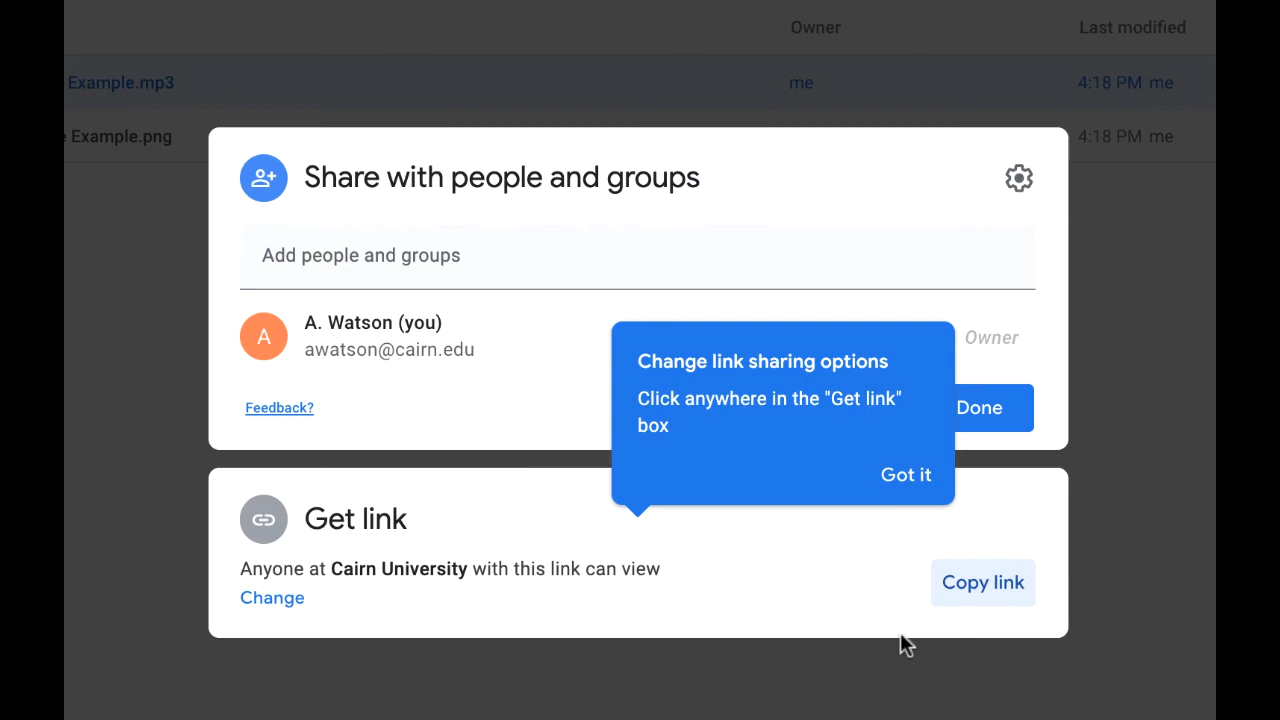 Owner
Last modified
Example.mp3
me
4:18 PM me
Example.png
4:18 PM me
Share with people and groups
Add people and groups
A
A. Watson (you)
awatson@cairn.edu
Owner
Feedback?
Done
Change link sharing options
Click anywhere in the "Get link"
box
Got it
Get link
Anyone at Cairn University with this link can view
Change
Copy link